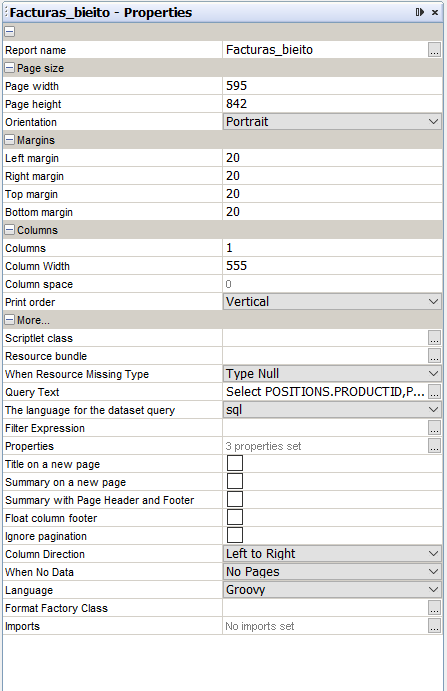 Facturas_bieito - Properties
Report name Facturas_bieito ...
Page size
Page width 595
Page height 842
Orientation Portrait
Margins
Left margin 20
Right margin 20
Top margin 20
Bottom margin 20
Columns
Columns 1
Column Width 555
Column space 0
Print order Vertical
More...
Scriptlet class ...
Resource bundle ...
When Resource Missing Type Type Null
Query Text Select POSITIONS.PRODUCTID,P... ...
The language for the dataset query sql
Filter Expression ...
Properties 3 properties set ...
Title on a new page
Summary on a new page
Summary with Page Header and Footer
Float column footer
Ignore pagination
Column Direction Left to Right
When No Data No Pages
Language Groovy
Format Factory Class ...
Imports No imports set ...